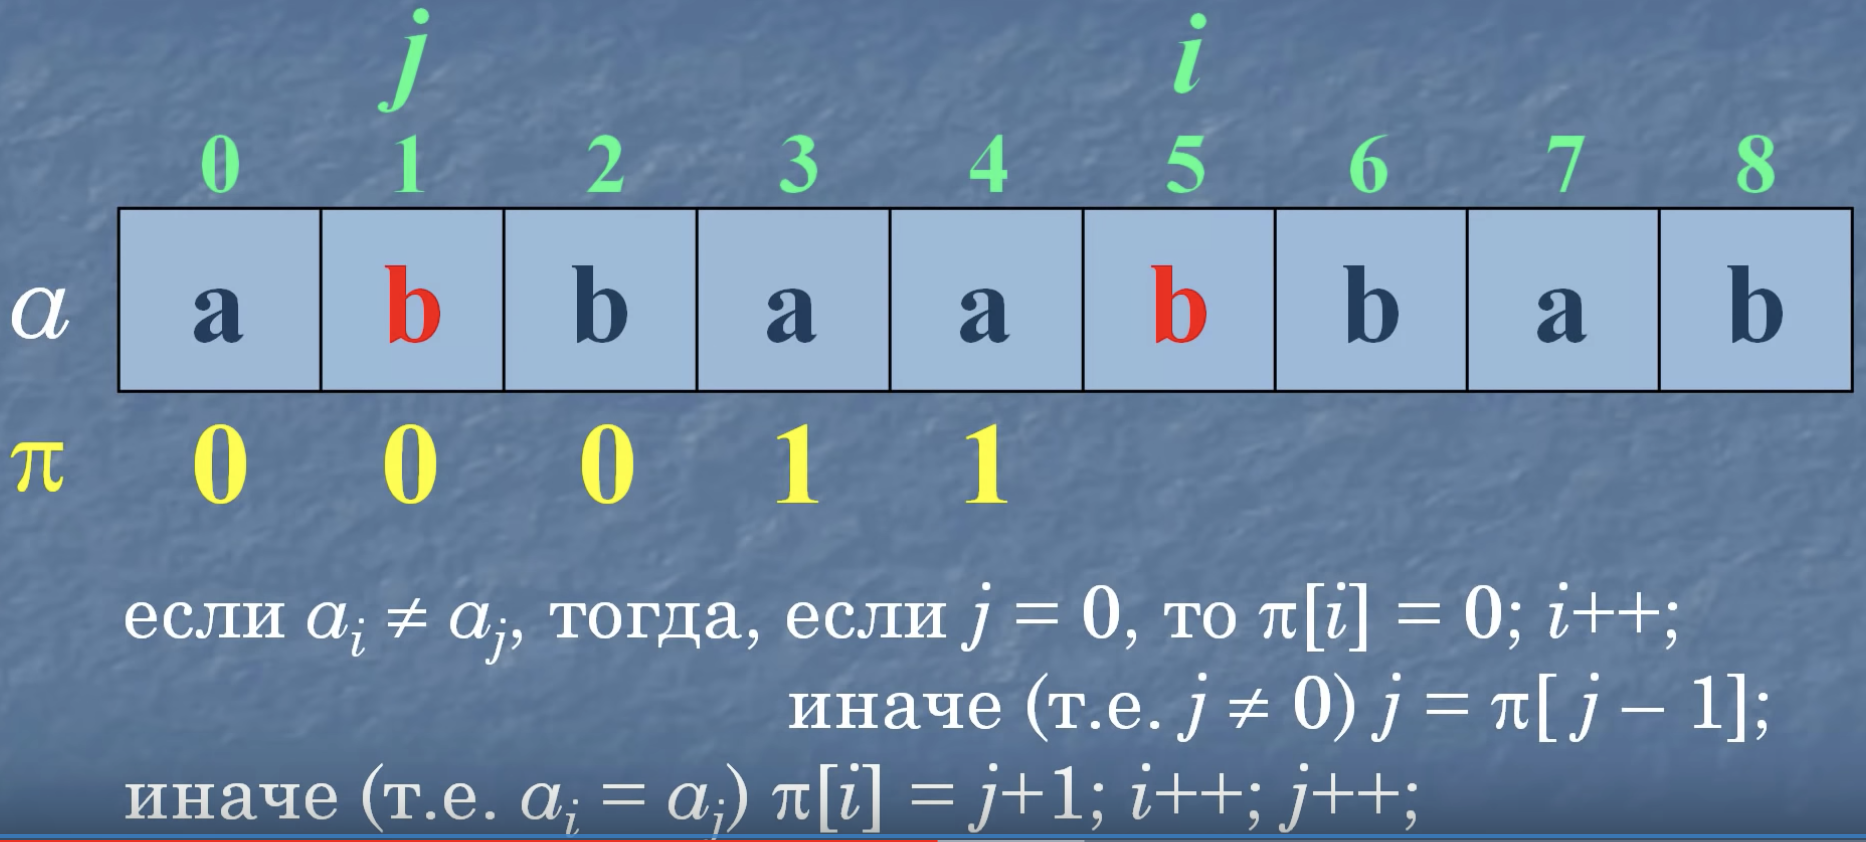 j i
0 1 2 3 4 5 6 7 8
a a b b a a b b a b
π 0 0 0 1 1
если aᵢ ≠ aⱼ, тогда, если j = 0, то π[i] = 0; i++;
иначе (т.е. j ≠ 0) j = π[ j – 1];
иначе (т.е. aᵢ = aⱼ) π[i] = j+1; i++; j++;